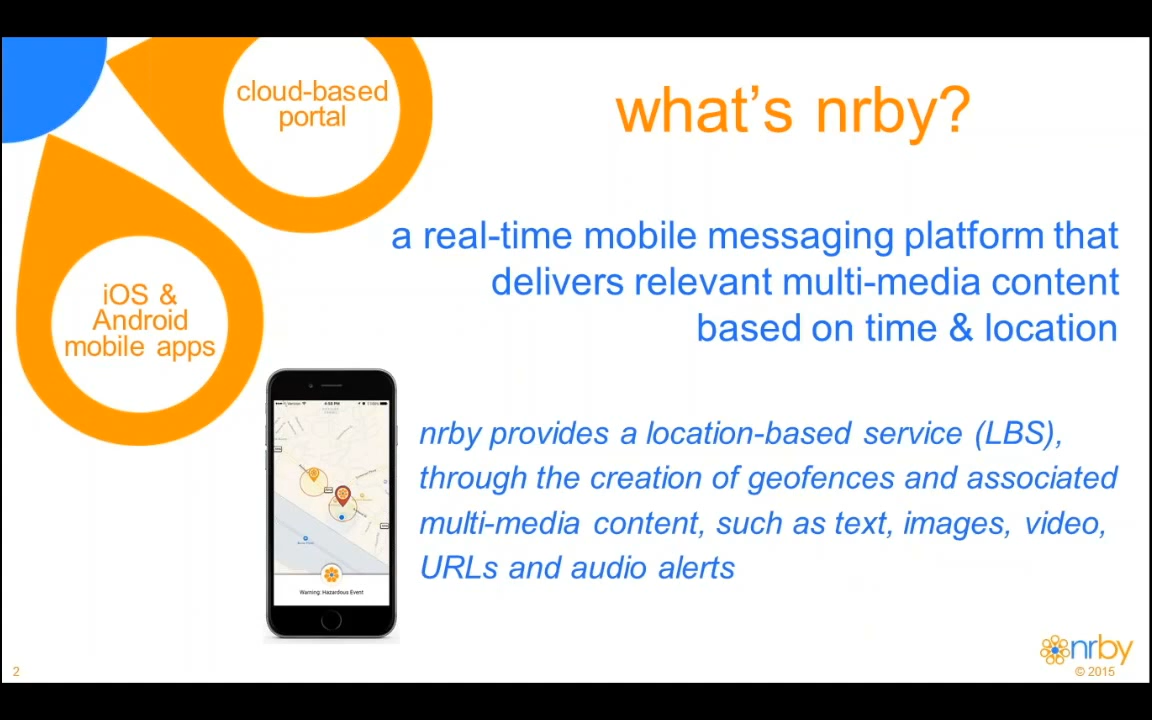 cloud-based
portal
what's nrby?
a real-time mobile messaging platform that
delivers relevant multi-media content
based on time & location
iOS &
Android
mobile apps
nrby provides a location-based service (LBS),
through the creation of geofences and associated
multi-media content, such as text, images, video,
URLs and audio alerts
Warning: Hazardous Event
nrby
© 2015
2